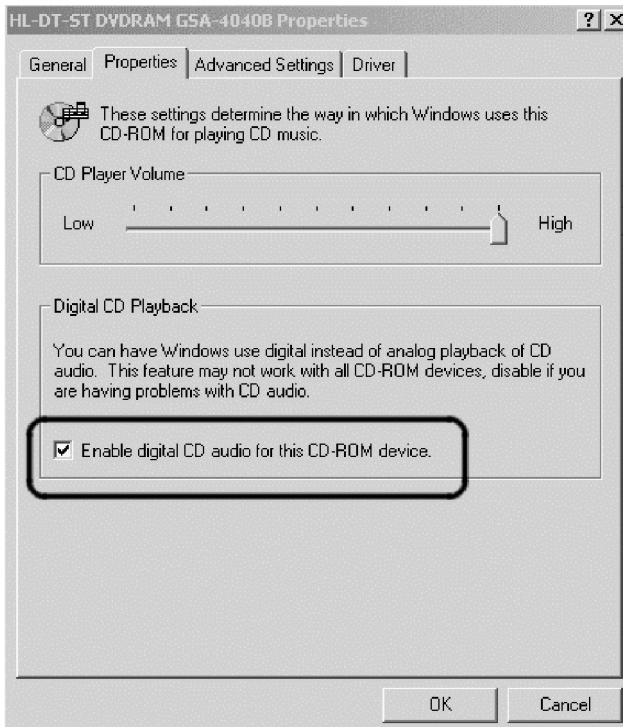 HL-DT-ST DVDRAM GSA-4040B Properties
General Properties Advanced Settings Driver
These settings determine the way in which Windows uses this
CD-ROM for playing CD music.
CD Player Volume
Low High
Digital CD Playback
You can have Windows use digital instead of analog playback of CD
audio. This feature may not work with all CD-ROM devices, disable if you
are having problems with CD audio.
Enable digital CD audio for this CD-ROM device.
OK Cancel